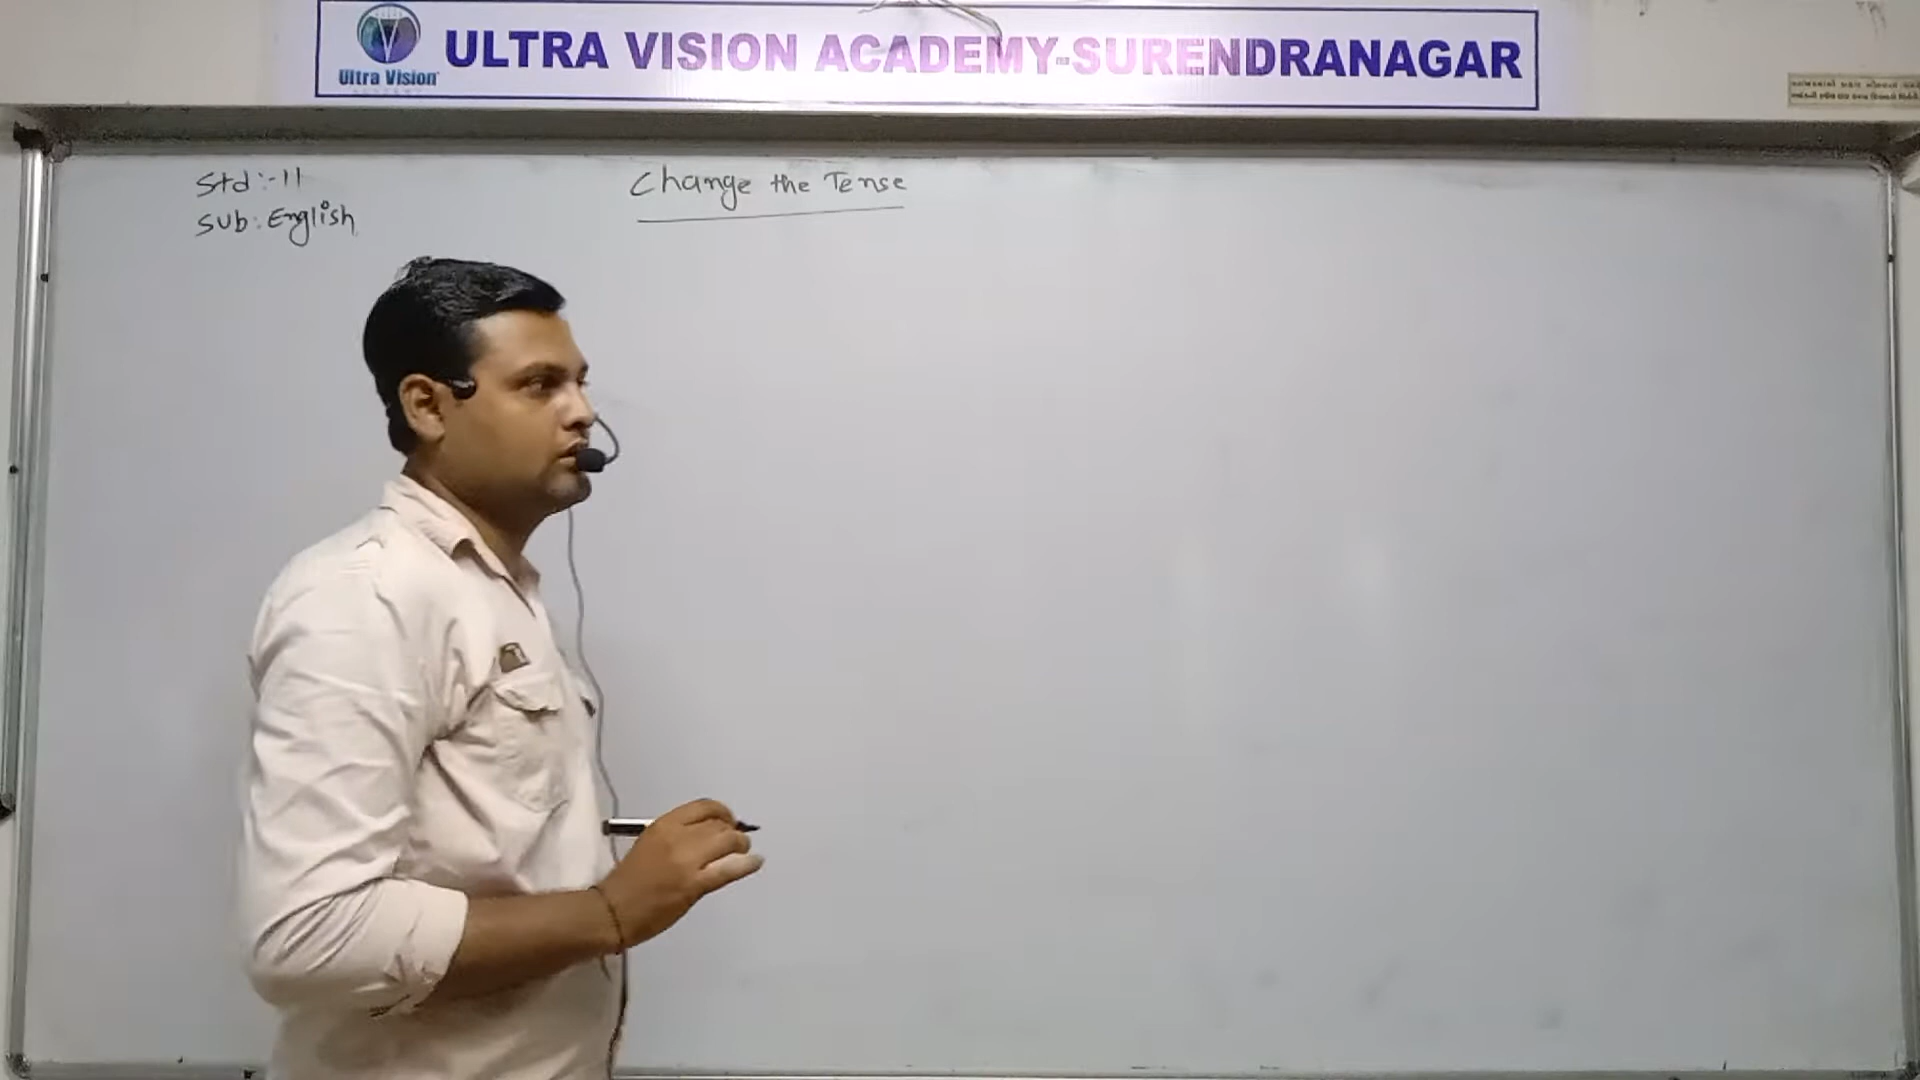 Ultra Vision
ULTRA VISION ACADEMY-SURENDRANAGAR
Std:-11
Sub: English
Change the Tense